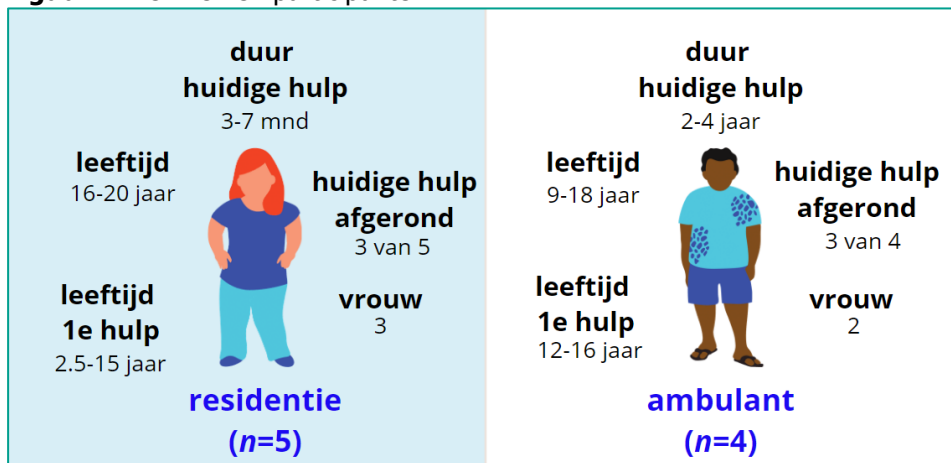 duur
huidige hulp
3-7 mnd
leeftijd
16-20 jaar
huidige hulp
afgerond
3 van 5
leeftijd
1e hulp
2.5-15 jaar
vrouw
3
residentie
(n=5)
duur
huidige hulp
2-4 jaar
leeftijd
9-18 jaar
huidige hulp
afgerond
3 van 4
leeftijd
1e hulp
12-16 jaar
vrouw
2
ambulant
(n=4)